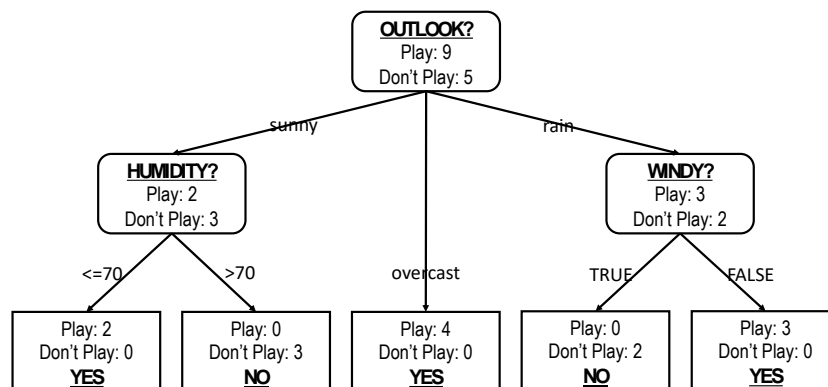 OUTLOOK?
Play: 9
Don't Play: 5
sunny
rain
HUMIDITY?
Play: 2
Don't Play: 3
WINDY?
Play: 3
Don't Play: 2
<=70
>70
overcast
TRUE
FALSE
Play: 2
Don't Play: 0
YES
Play: 0
Don't Play: 3
NO
Play: 4
Don't Play: 0
YES
Play: 0
Don't Play: 2
NO
Play: 3
Don't Play: 0
YES